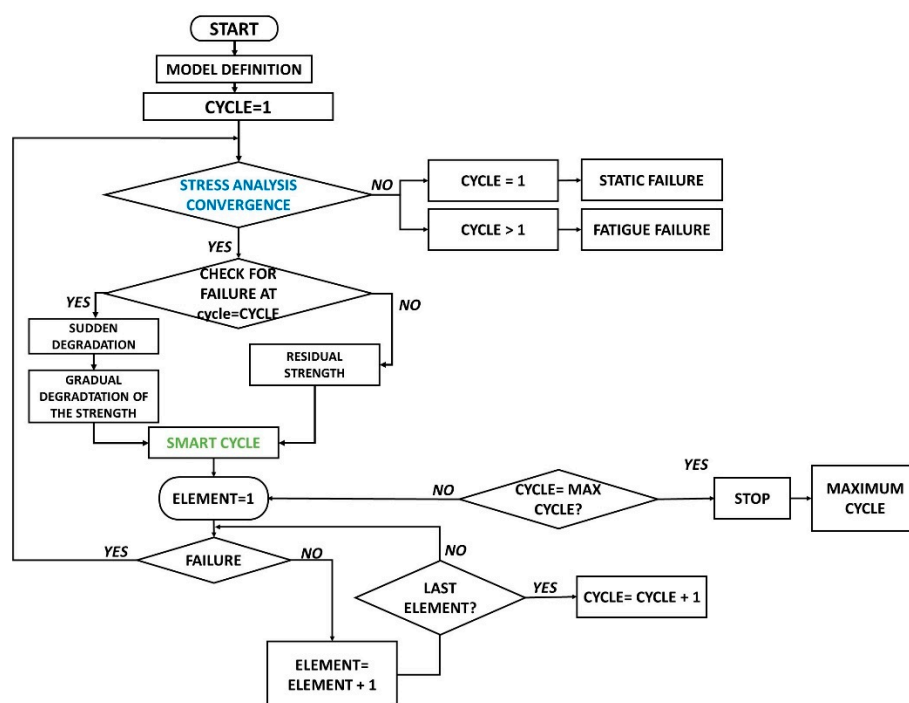 START
MODEL DEFINITION
CYCLE=1
STRESS ANALYSIS
CONVERGENCE
NO
CYCLE = 1
STATIC FAILURE
CYCLE > 1
FATIGUE FAILURE
YES
CHECK FOR
FAILURE AT
cycle=CYCLE
YES
NO
SUDDEN
DEGRADATION
GRADUAL
DEGRADTATION OF
THE STRENGTH
RESIDUAL
STRENGTH
SMART CYCLE
ELEMENT=1
NO
CYCLE= MAX
CYCLE?
YES
STOP
MAXIMUM
CYCLE
YES
FAILURE
NO
NO
LAST
ELEMENT?
YES
CYCLE= CYCLE + 1
ELEMENT=
ELEMENT + 1